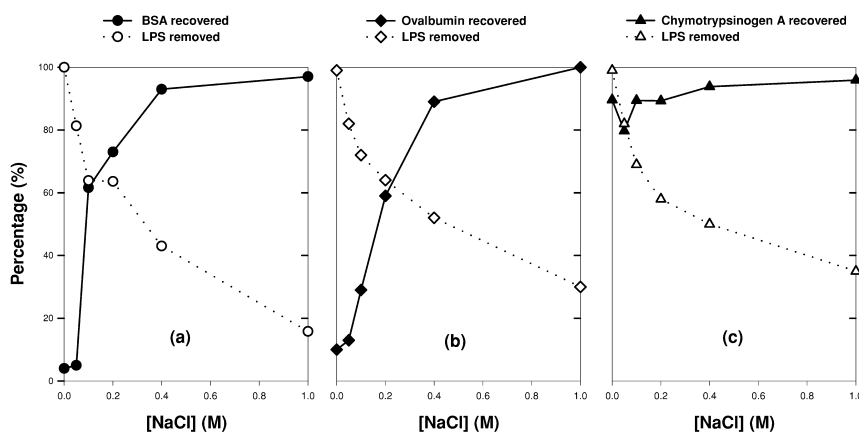 BSA recovered
LPS removed
Ovalbumin recovered
LPS removed
Chymotrypsinogen A recovered
LPS removed
Percentage (%)
100
80
60
40
20
0
(a)
(b)
(c)
0.0 0.2 0.4 0.6 0.8 1.0
0.0 0.2 0.4 0.6 0.8 1.0
0.0 0.2 0.4 0.6 0.8 1.0
[NaCl] (M)
[NaCl] (M)
[NaCl] (M)